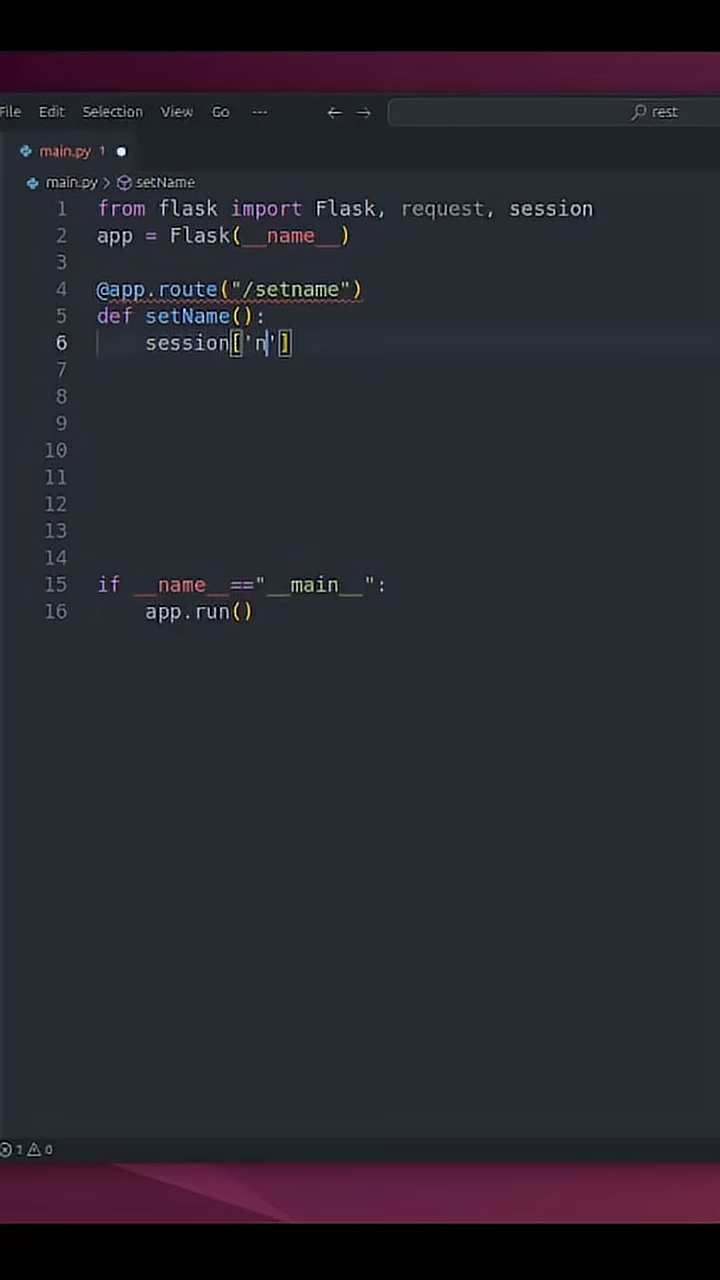 File Edit Selection View Go ··· ← → rest
main.py 1 ●
main.py > setName
1 from flask import Flask, request, session
2 app = Flask(__name__)
3
4 @app.route("/setname")
5 def setName():
6     session['n']
7
8
9
10
11
12
13
14
15 if __name__=="__main__":
16     app.run()
1 0